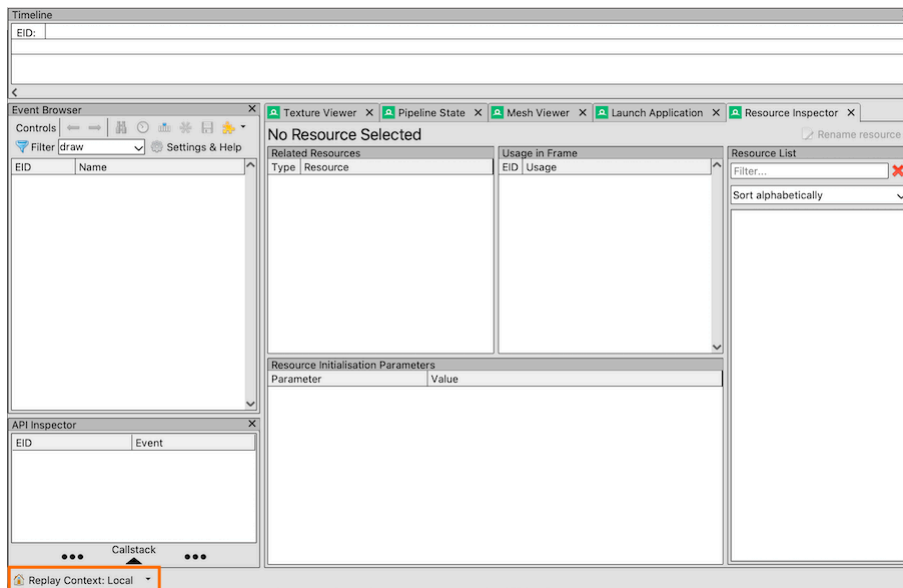 Timeline
EID:
Event Browser
Controls
Filter draw Settings & Help
EID Name
API Inspector
EID Event
Callstack
Replay Context: Local
Texture Viewer Pipeline State Mesh Viewer Launch Application Resource Inspector
No Resource Selected
Rename resource
Related Resources
Type Resource
Usage in Frame
EID Usage
Resource List
Filter...
Sort alphabetically
Resource Initialisation Parameters
Parameter Value